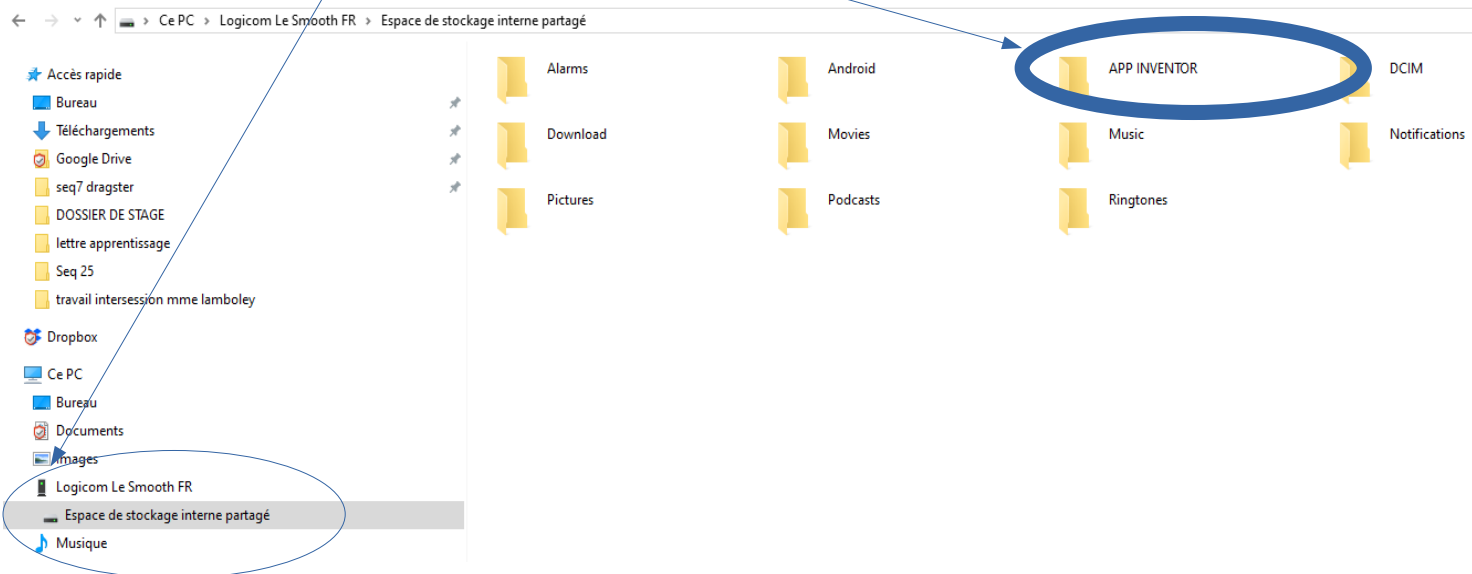 Ce PC > Logicom Le Smooth FR > Espace de stockage interne partagé
Accès rapide
Bureau
Téléchargements
Google Drive
seq7 dragster
DOSSIER DE STAGE
lettre apprentissage
Seq 25
travail intersession mme lamboley
Dropbox
Ce PC
Bureau
Documents
Images
Logicom Le Smooth FR
Espace de stockage interne partagé
Musique
Alarms Android APP INVENTOR DCIM
Download Movies Music Notifications
Pictures Podcasts Ringtones